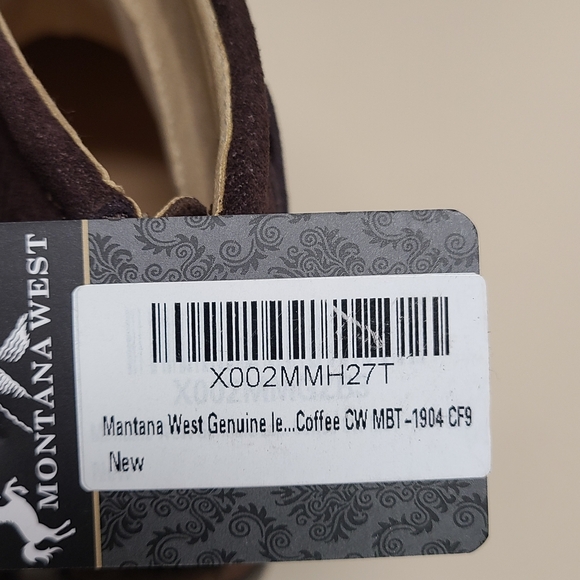 MONTANA WEST
X002MMH27T
Mantana West Genuine le...Coffee CW MBT-1904 CF9
New